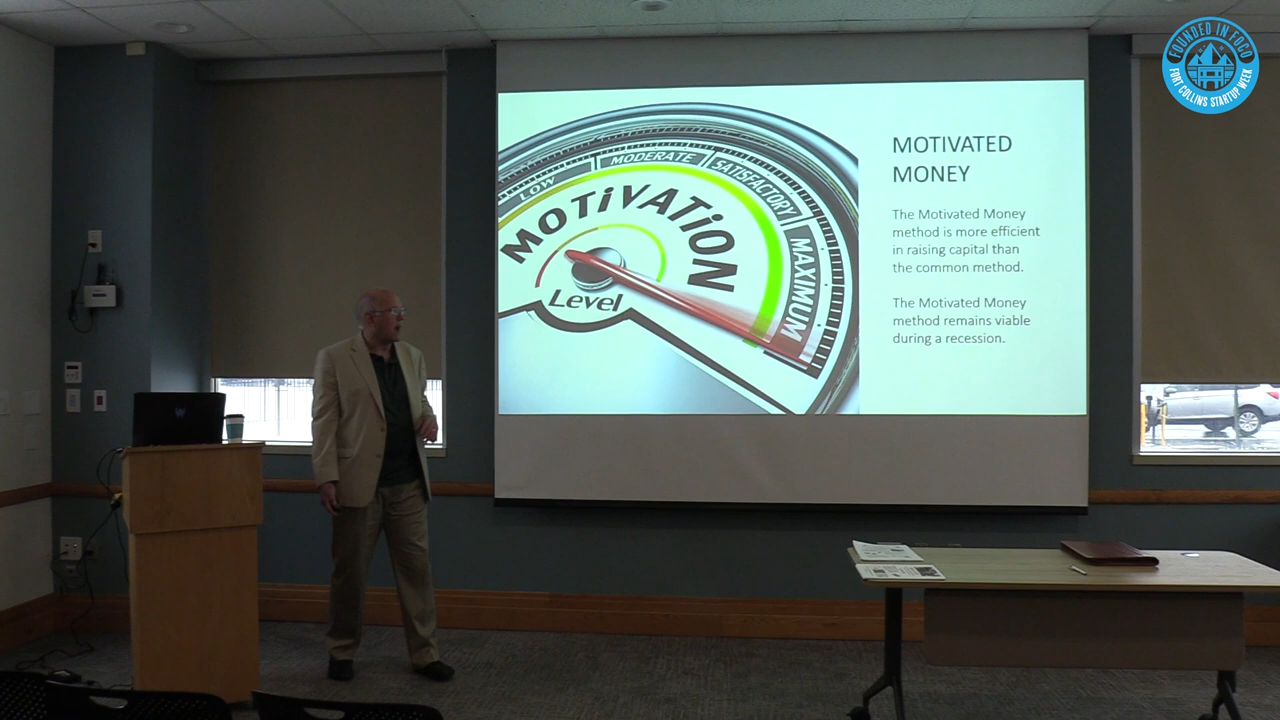 FOUNDED IN FOCO
FORT COLLINS STARTUP WEEK
MOTIVATED
MONEY
The Motivated Money
method is more efficient
in raising capital than
the common method.
The Motivated Money
method remains viable
during a recession.
LOW
MODERATE
SATISFACTORY
MAXIMUM
MOTiVATiON
Level
W